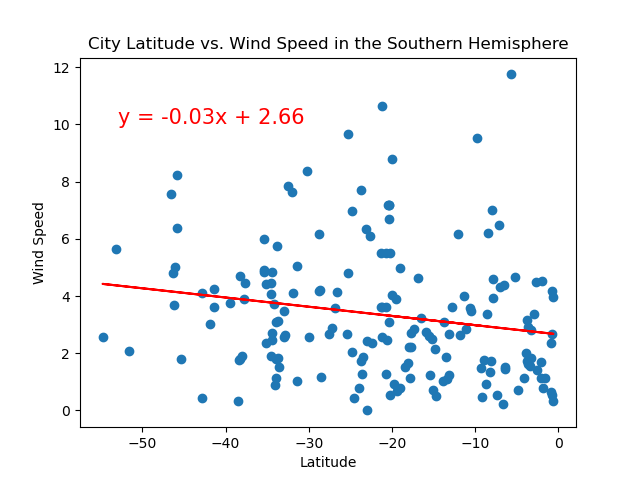 City Latitude vs. Wind Speed in the Southern Hemisphere
12
10
8
6
4
2
0
y = -0.03x + 2.66
Wind Speed
−50 −40 −30 −20 −10 0
Latitude